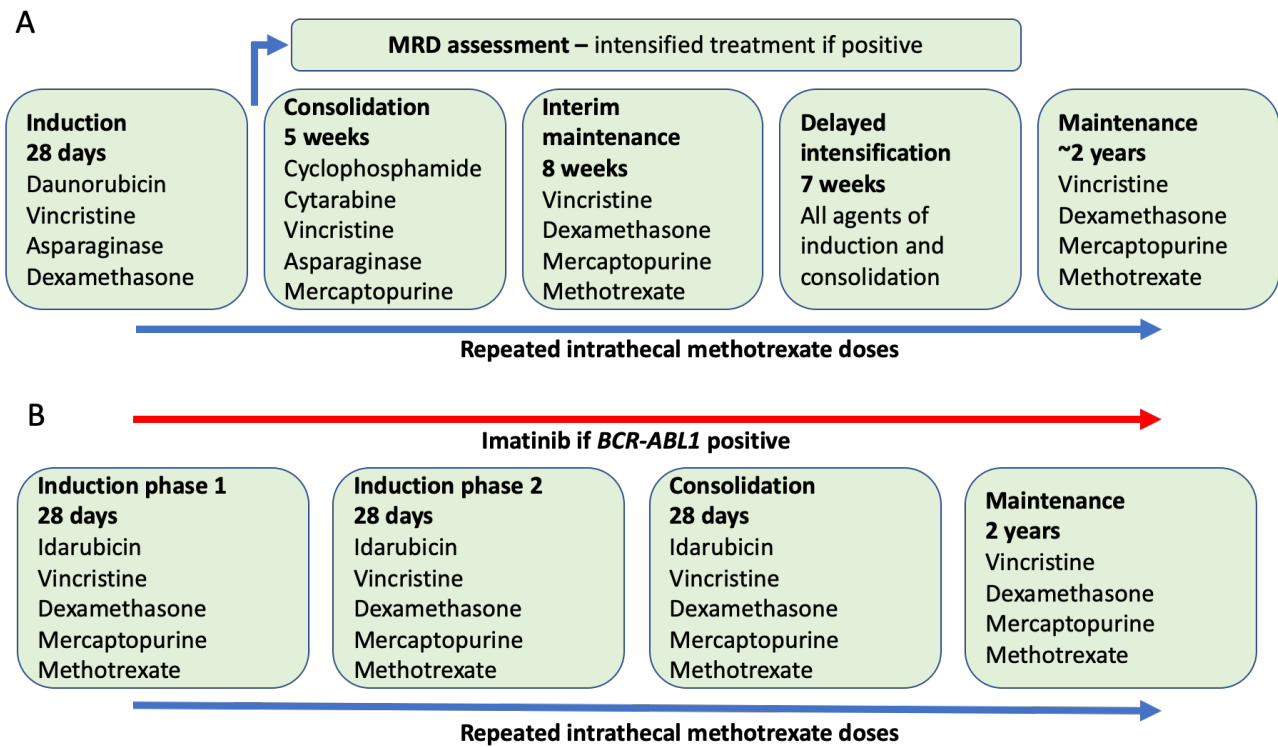 A
MRD assessment – intensified treatment if positive
Induction
28 days
Daunorubicin
Vincristine
Asparaginase
Dexamethasone
Consolidation
5 weeks
Cyclophosphamide
Cytarabine
Vincristine
Asparaginase
Mercaptopurine
Interim
maintenance
8 weeks
Vincristine
Dexamethasone
Mercaptopurine
Methotrexate
Delayed
intensification
7 weeks
All agents of
induction and
consolidation
Maintenance
~2 years
Vincristine
Dexamethasone
Mercaptopurine
Methotrexate
Repeated intrathecal methotrexate doses
B
Imatinib if BCR-ABL1 positive
Induction phase 1
28 days
Idarubicin
Vincristine
Dexamethasone
Mercaptopurine
Methotrexate
Induction phase 2
28 days
Idarubicin
Vincristine
Dexamethasone
Mercaptopurine
Methotrexate
Consolidation
28 days
Idarubicin
Vincristine
Dexamethasone
Mercaptopurine
Methotrexate
Maintenance
2 years
Vincristine
Dexamethasone
Mercaptopurine
Methotrexate
Repeated intrathecal methotrexate doses